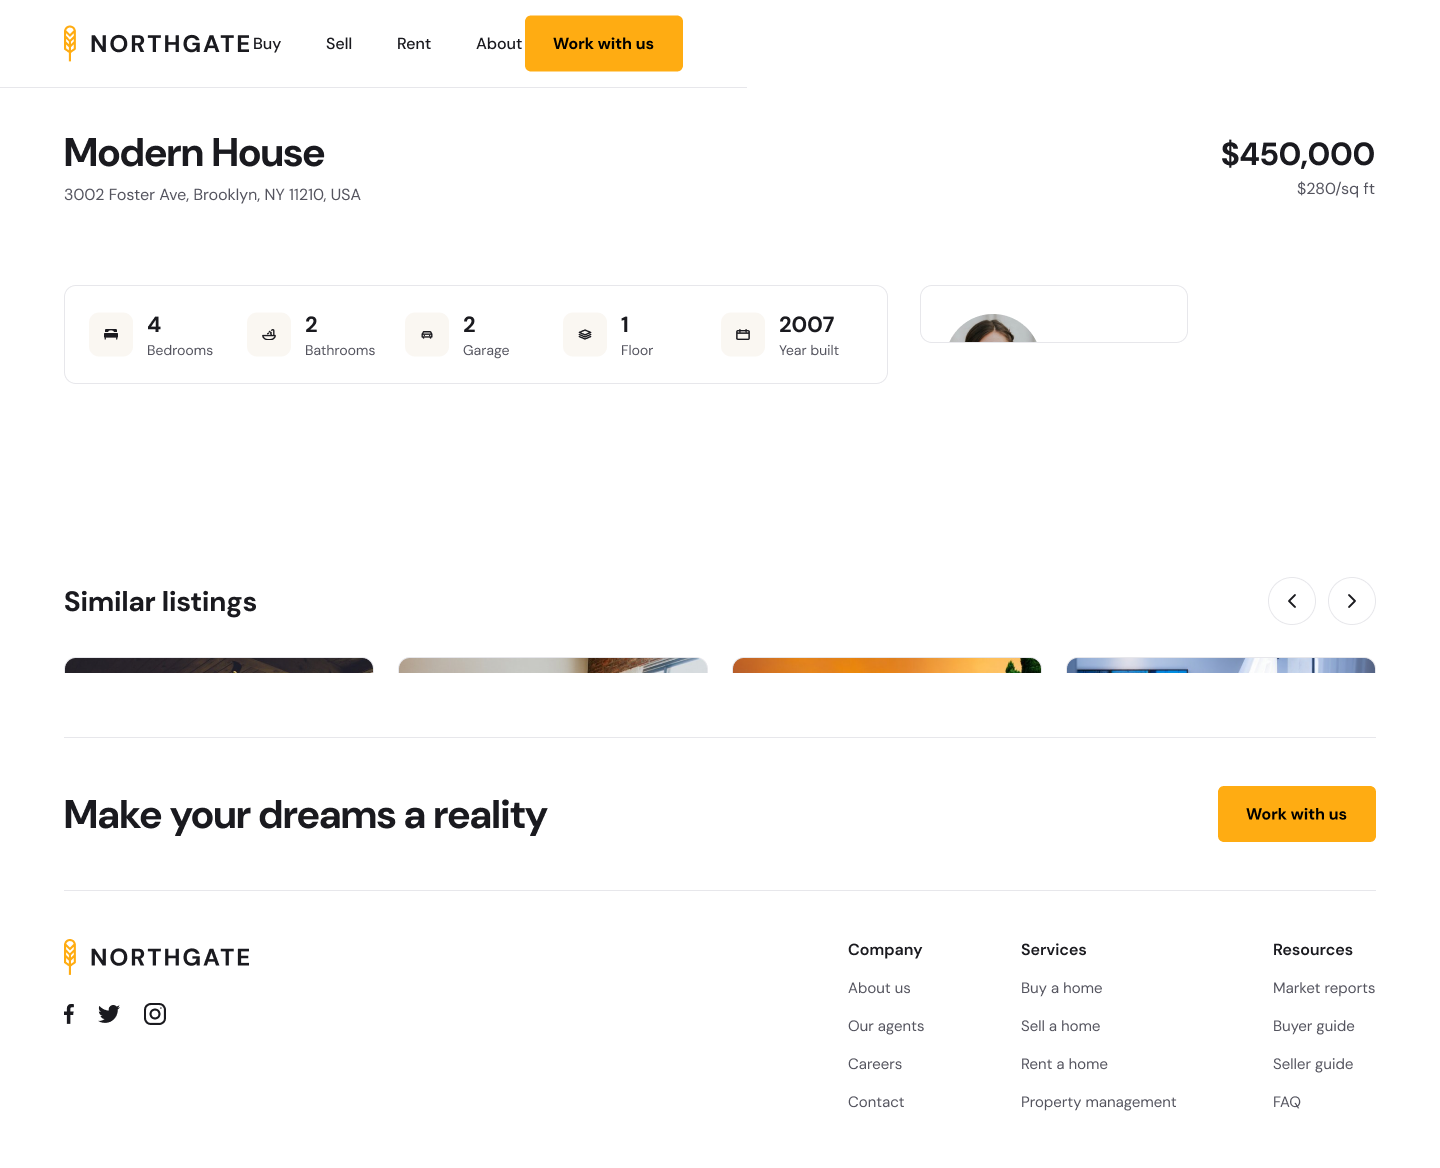 NORTHGATE Buy Sell Rent About Work with us
Modern House
$450,000
3002 Foster Ave, Brooklyn, NY 11210, USA
$280/sq ft
4
Bedrooms
2
Bathrooms
2
Garage
1
Floor
2007
Year built
Similar listings
Make your dreams a reality
Work with us
NORTHGATE
Company
About us
Our agents
Careers
Contact
Services
Buy a home
Sell a home
Rent a home
Property management
Resources
Market reports
Buyer guide
Seller guide
FAQ